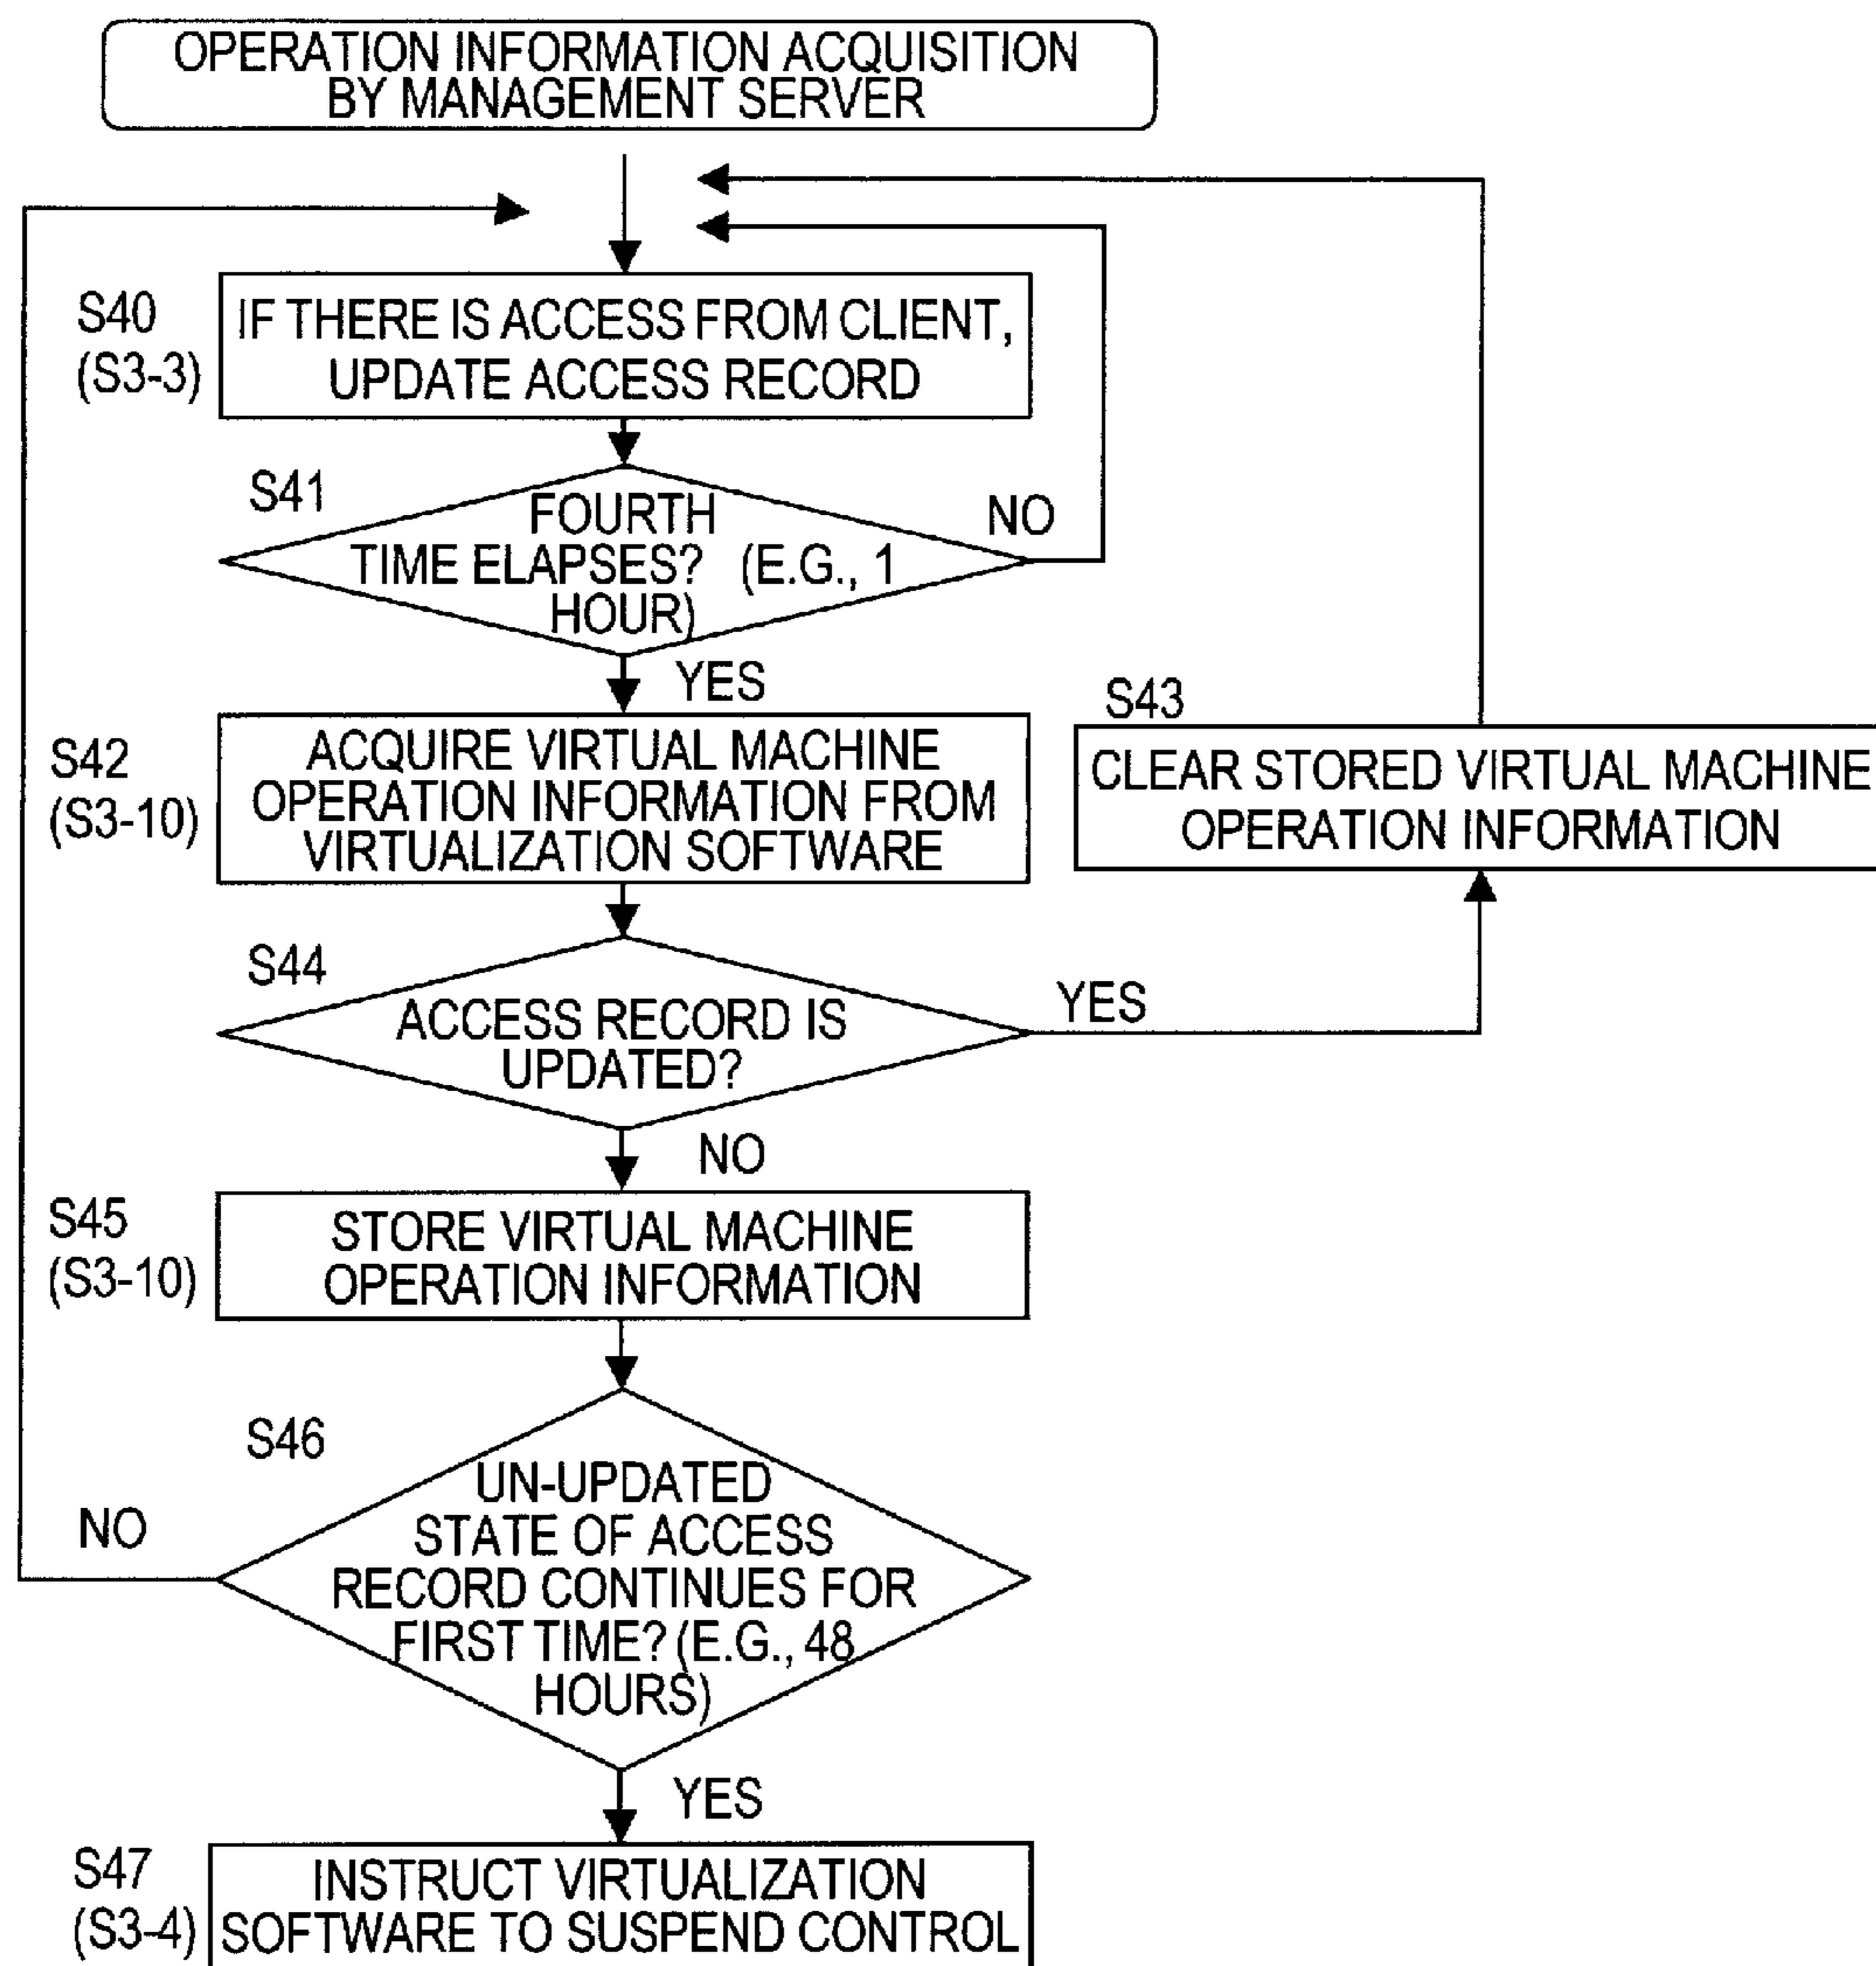 OPERATION INFORMATION ACQUISITION
BY MANAGEMENT SERVER
S40
(S3-3)
IF THERE IS ACCESS FROM CLIENT,
UPDATE ACCESS RECORD
S41
FOURTH
TIME ELAPSES? (E.G., 1
HOUR)
NO
YES
S42
(S3-10)
ACQUIRE VIRTUAL MACHINE
OPERATION INFORMATION FROM
VIRTUALIZATION SOFTWARE
S43
CLEAR STORED VIRTUAL MACHINE
OPERATION INFORMATION
S44
ACCESS RECORD IS
UPDATED?
YES
NO
S45
(S3-10)
STORE VIRTUAL MACHINE
OPERATION INFORMATION
S46
UN-UPDATED
STATE OF ACCESS
RECORD CONTINUES FOR
FIRST TIME? (E.G., 48
HOURS)
NO
YES
S47
(S3-4)
INSTRUCT VIRTUALIZATION
SOFTWARE TO SUSPEND CONTROL